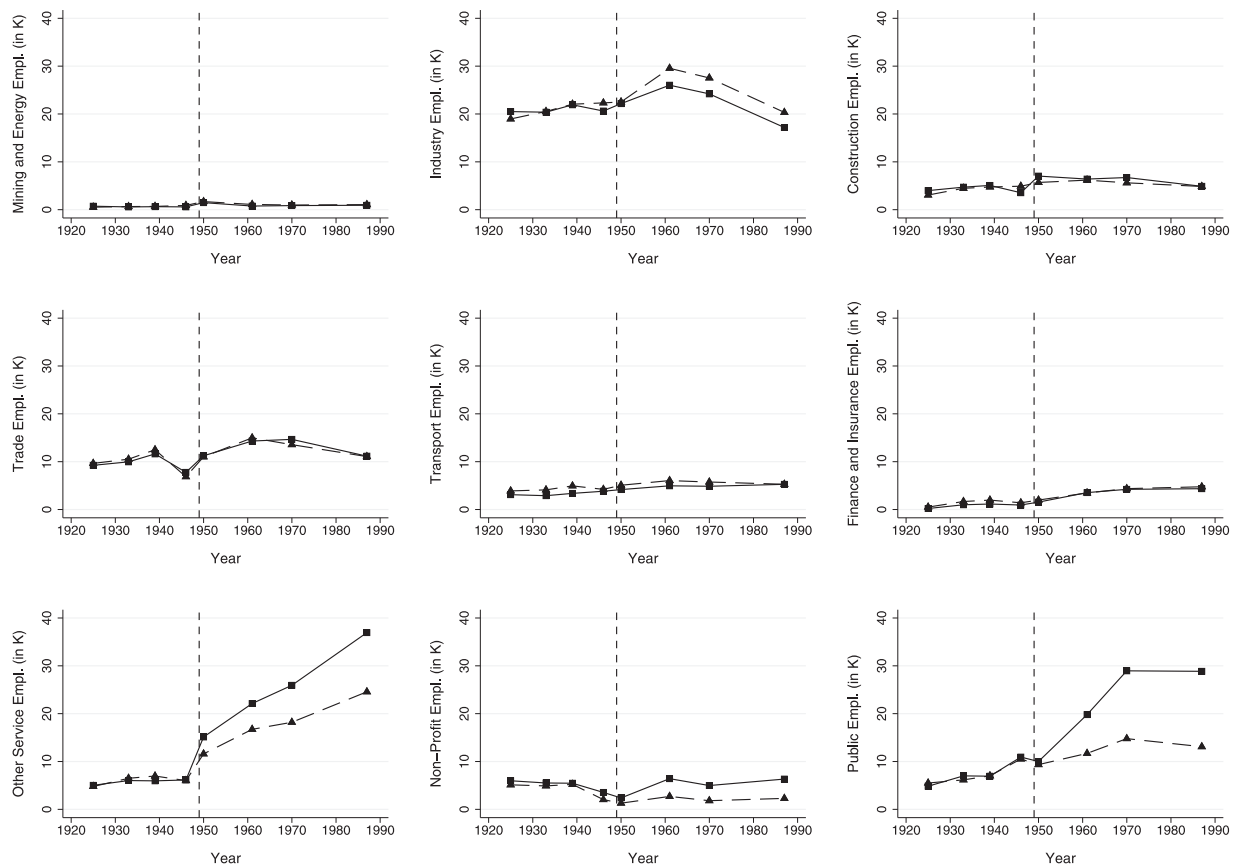 Mining and Energy Empl. (in K)
40
30
20
10
0
1920 1930 1940 1950 1960 1970 1980 1990
Year
Industry Empl. (in K)
40
30
20
10
0
1920 1930 1940 1950 1960 1970 1980 1990
Year
Construction Empl. (in K)
40
30
20
10
0
1920 1930 1940 1950 1960 1970 1980 1990
Year
Trade Empl. (in K)
40
30
20
10
0
1920 1930 1940 1950 1960 1970 1980 1990
Year
Transport Empl. (in K)
40
30
20
10
0
1920 1930 1940 1950 1960 1970 1980 1990
Year
Finance and Insurance Empl. (in K)
40
30
20
10
0
1920 1930 1940 1950 1960 1970 1980 1990
Year
Other Service Empl. (in K)
40
30
20
10
0
1920 1930 1940 1950 1960 1970 1980 1990
Year
Non−Profit Empl. (in K)
40
30
20
10
0
1920 1930 1940 1950 1960 1970 1980 1990
Year
Public Empl. (in K)
40
30
20
10
0
1920 1930 1940 1950 1960 1970 1980 1990
Year